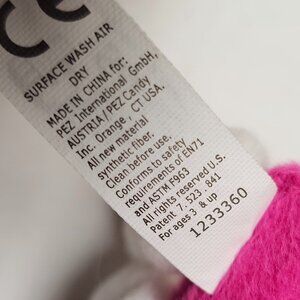 CE
SURFACE WASH AIR
DRY
MADE IN CHINA for:
PEZ International GmbH,
AUSTRIA/PEZ Candy
Inc. Orange, CT USA.
All new material
synthetic fiber.
Clean before use.
Conforms to safety
requirements of EN71
and ASTM F963
All rights reserved U.S.
Patent 7. 523. 841
For ages 3 & up
1233360